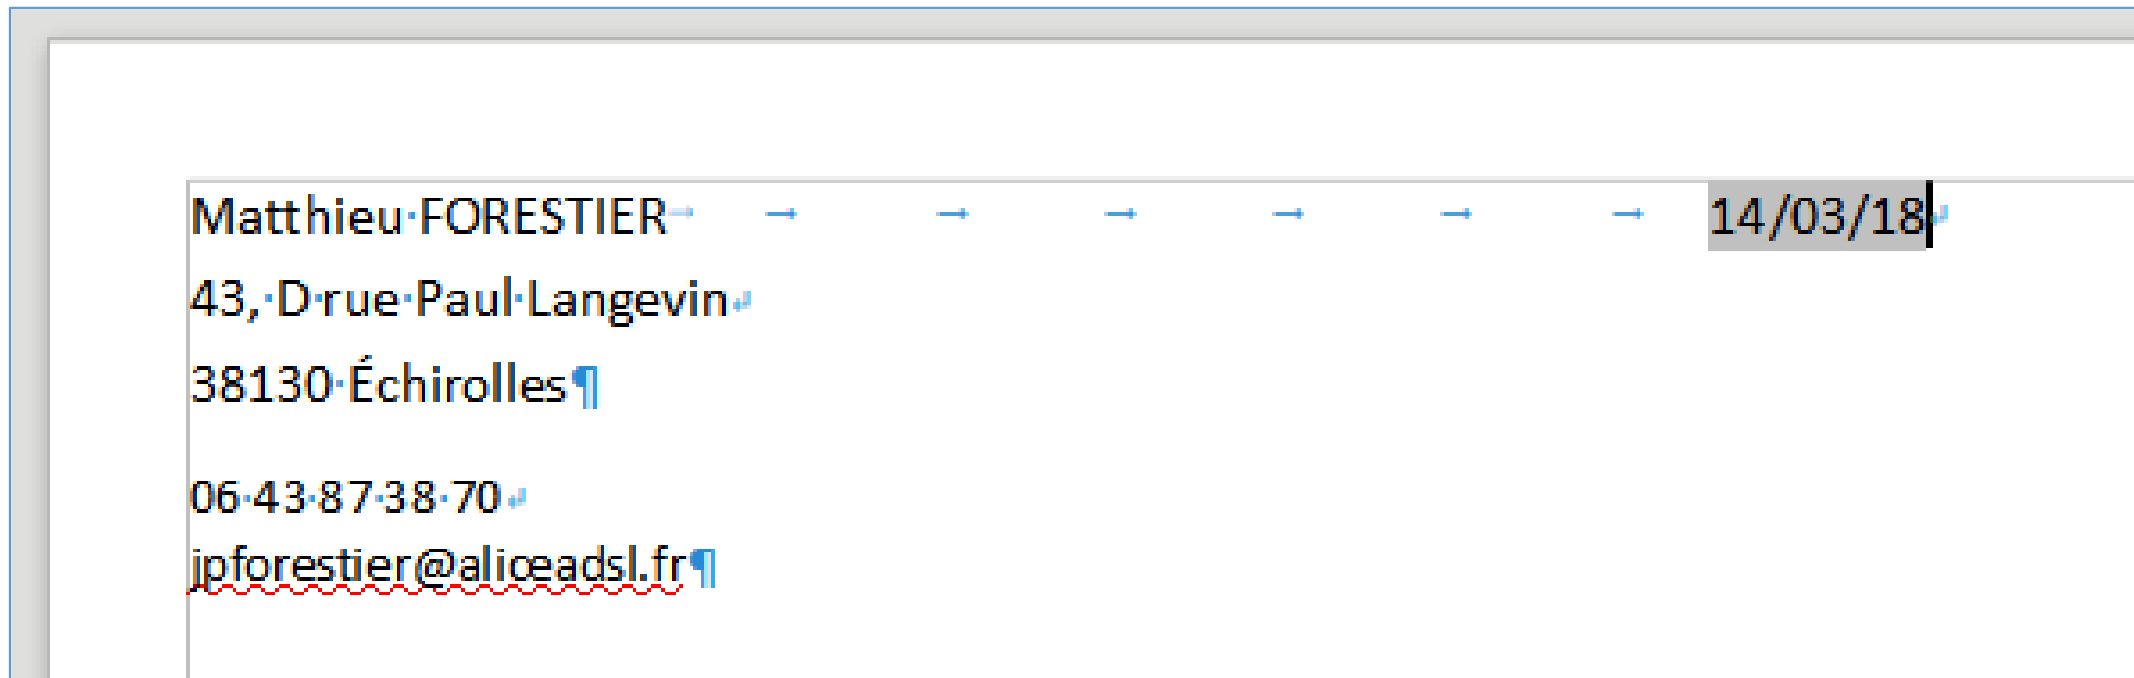 Matthieu FORESTIER 14/03/18
43, D rue Paul Langevin
38130 Échirolles
06 43 87 38 70
jpforestier@aliceadsl.fr